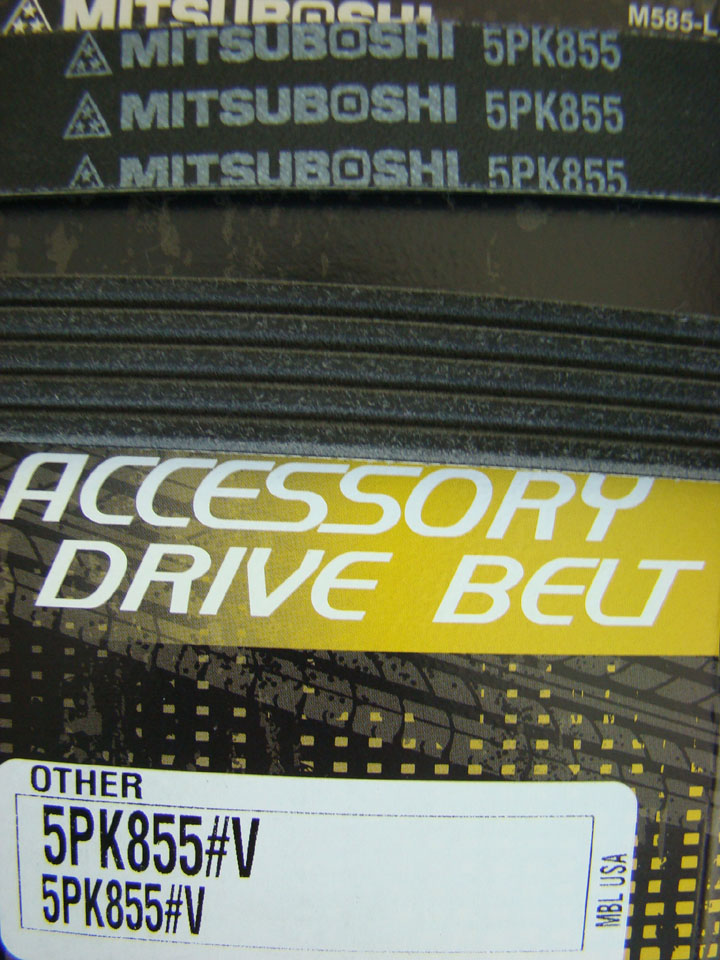 MITSUBOSHI M585-L
MITSUBOSHI 5PK855
MITSUBOSHI 5PK855
MITSUBOSHI 5PK855
ACCESSORY
DRIVE BELT
OTHER
5PK855#V
5PK855#V
MBL USA